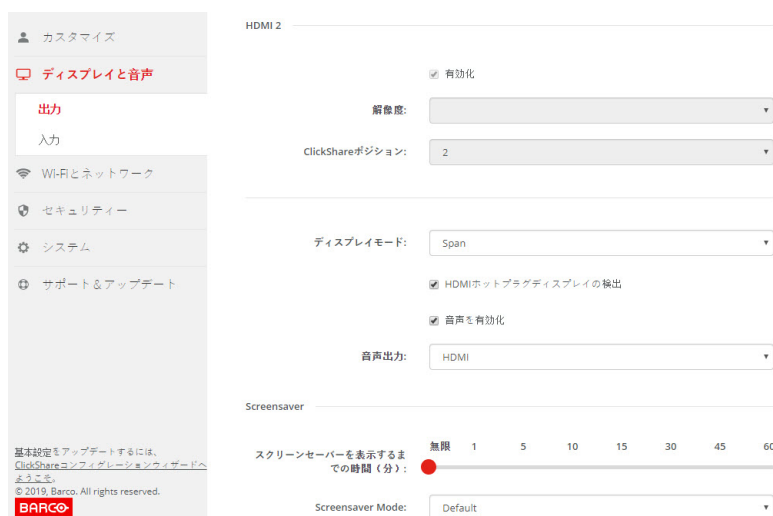 カスタマイズ
ディスプレイと音声
出力
入力
Wi-Fiとネットワーク
セキュリティー
システム
サポート＆アップデート
基本設定をアップデートするには、
ClickShareコンフィグレーションウィザードへ
ようこそ。
© 2019, Barco. All rights reserved.
BARCO
HDMI 2
有効化
解像度:
ClickShareポジション: 2
ディスプレイモード: Span
HDMIホットプラグディスプレイの検出
音声を有効化
音声出力: HDMI
Screensaver
無限 1 5 10 15 30 45 60
スクリーンセーバーを表示するま
での時間（分）:
Screensaver Mode: Default